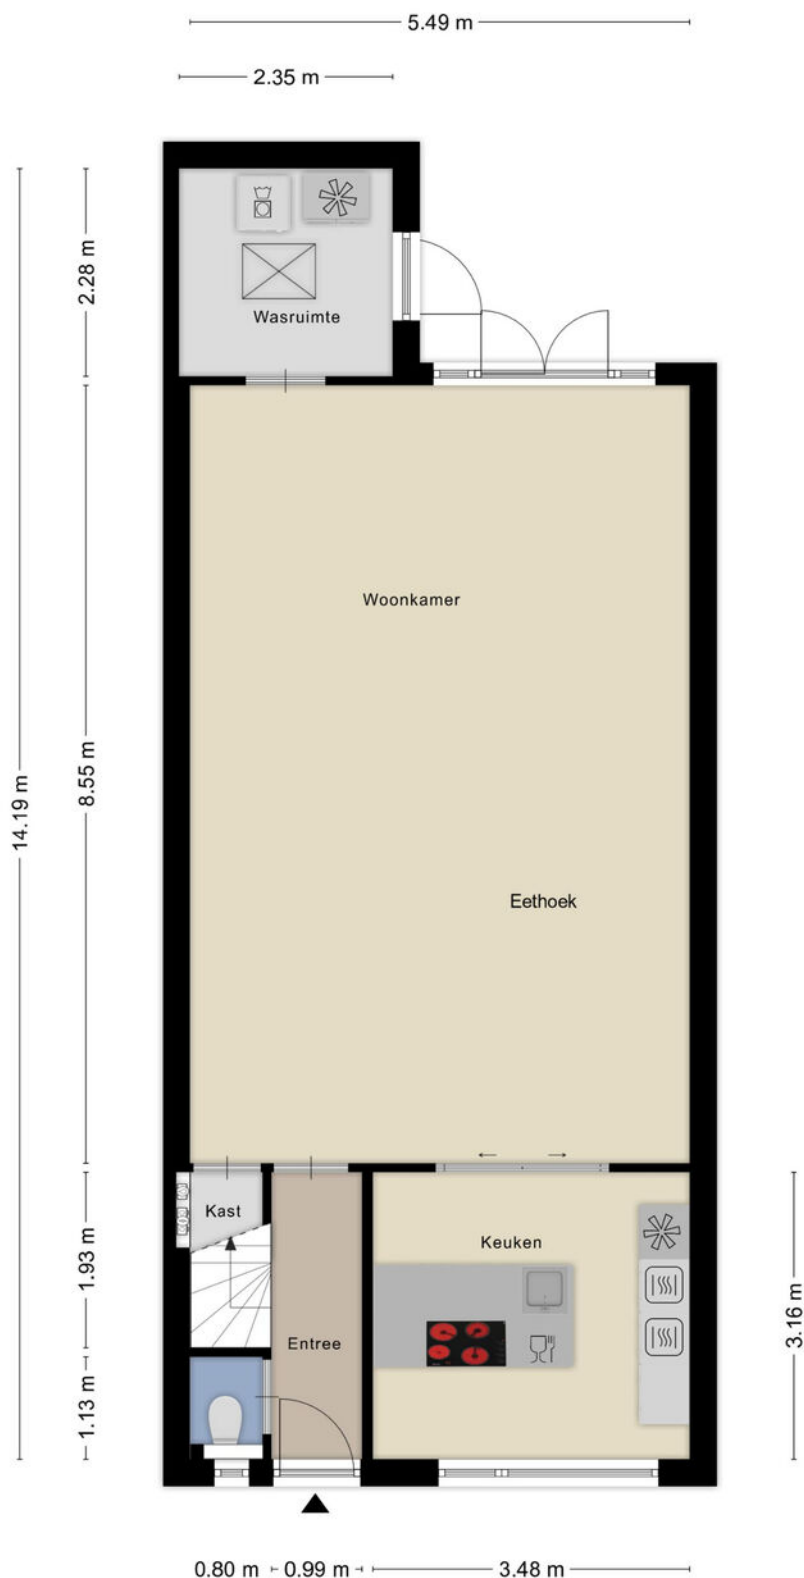 5.49 m
2.35 m
2.28 m
Wasruimte
Woonkamer
8.55 m
14.19 m
Eethoek
Kast
Keuken
1.93 m
3.16 m
Entree
1.13 m
0.80 m
0.99 m
3.48 m